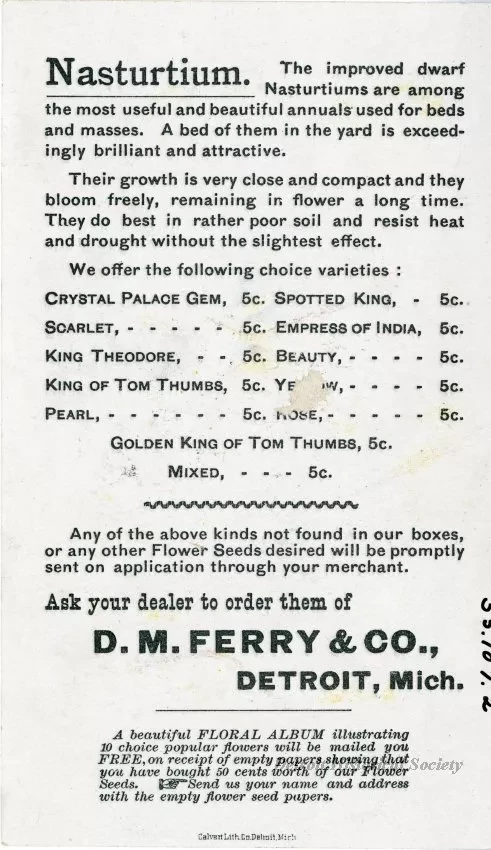 Nasturtium. The improved dwarf
Nasturtiums are among
the most useful and beautiful annuals used for beds
and masses. A bed of them in the yard is exceed-
ingly brilliant and attractive.
Their growth is very close and compact and they
bloom freely, remaining in flower a long time.
They do best in rather poor soil and resist heat
and drought without the slightest effect.
We offer the following choice varieties :
CRYSTAL PALACE GEM, 5c. SPOTTED KING, - 5c.
SCARLET, - - - - - 5c. EMPRESS OF INDIA, 5c.
KING THEODORE, - - 5c. BEAUTY, - - - - 5c.
KING OF TOM THUMBS, 5c. - - - - 5c.
PEARL, - - - - - - 5c. ROSE, - - - - - 5c.
GOLDEN KING OF TOM THUMBS, 5c.
MIXED, - - - 5c.
Any of the above kinds not found in our boxes,
or any other Flower Seeds desired will be promptly
sent on application through your merchant.
Ask your dealer to order them of
D. M. FERRY & CO.,
DETROIT, Mich.
A beautiful FLORAL ALBUM illustrating
10 choice popular flowers will be mailed you
FREE, on receipt of empty papers showing that
you have bought 50 cents worth of our Flower
Seeds. ☞ Send us your name and address
with the empty flower seed papers.
Detroit Historical Society
Calvert Lith. Co. Detroit, Mich